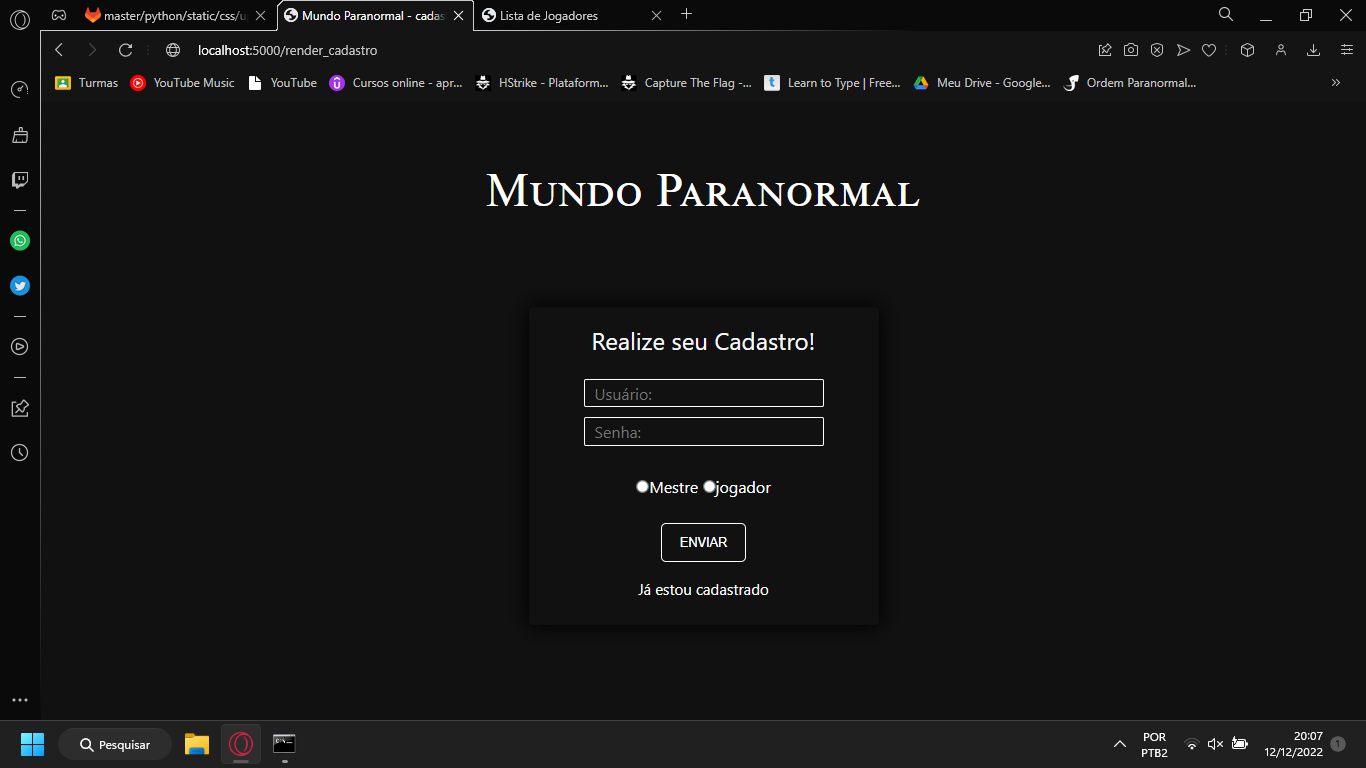 master/python/static/css/u
Mundo Paranormal - cadas
Lista de Jogadores
localhost:5000/render_cadastro
Turmas
YouTube Music
YouTube
Cursos online - apr...
HStrike - Plataform...
Capture The Flag -...
Learn to Type | Free...
Meu Drive - Google...
Ordem Paranormal...
Mundo Paranormal
Realize seu Cadastro!
Usuário:
Senha:
Mestre jogador
ENVIAR
Já estou cadastrado
Pesquisar
POR
PTB2
20:07
12/12/2022
1